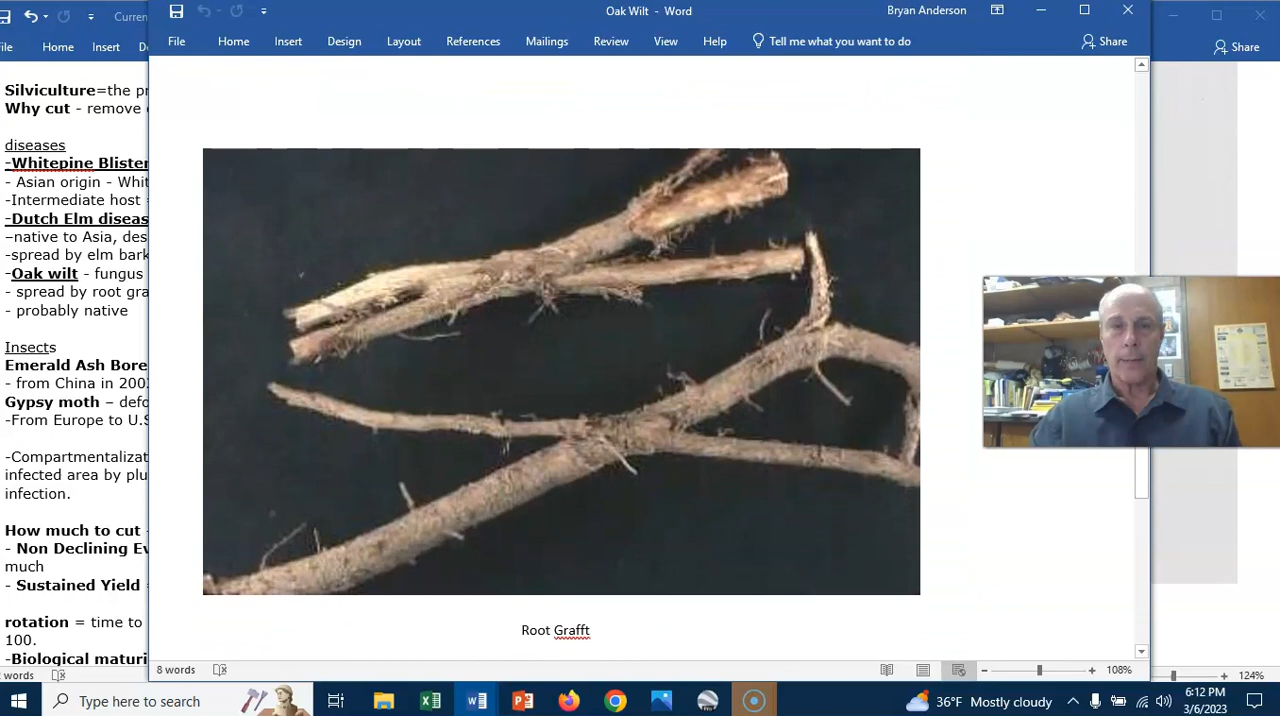 Curren
Oak Wilt - Word
Bryan Anderson
File
Home
Insert
Design
Layout
References
Mailings
Review
View
Help
Tell me what you want to do
Share
Home
Insert
Share
Silviculture=the pr
Why cut - remove
diseases
-Whitepine Blister
- Asian origin - Whit
-Intermediate host
-Dutch Elm diseas
–native to Asia, des
-spread by elm bark
-Oak wilt - fungus
- spread by root gra
- probably native
Insects
Emerald Ash Bore
- from China in 200
Gypsy moth – defo
-From Europe to U.S
-Compartmentalizat
infected area by plu
infection.
How much to cut -
- Non Declining Ev
much
- Sustained Yield
rotation = time to
100.
-Biological maturi
Root Grafft
words
8 words
108%
124%
Type here to search
36°F Mostly cloudy
6:12 PM
3/6/2023